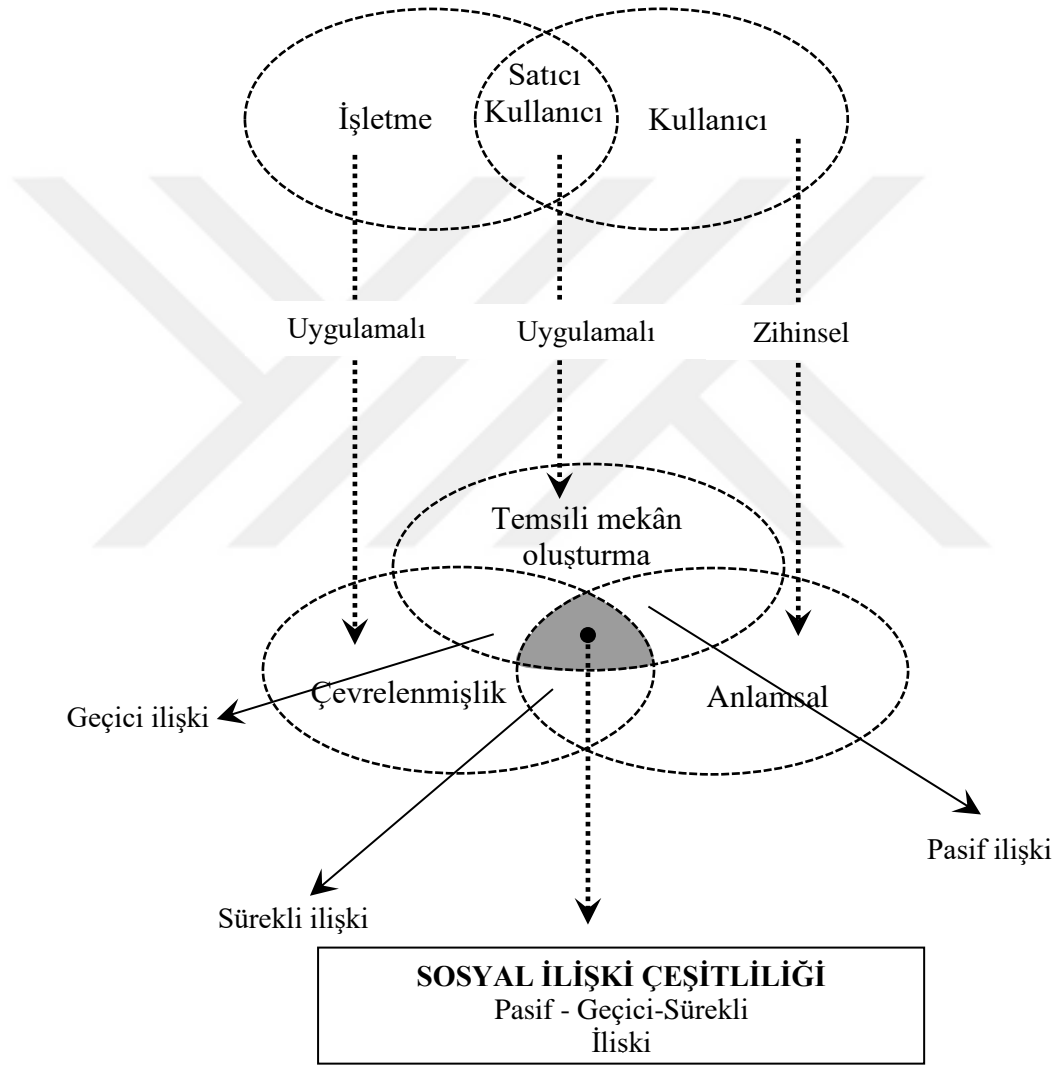 Satıcı
Kullanıcı
İşletme
Kullanıcı
Uygulamalı
Uygulamalı
Zihinsel
Temsili mekân
oluşturma
Çevrelenmişlik
Anlamsal
Geçici ilişki
Pasif ilişki
Sürekli ilişki
SOSYAL İLİŞKİ ÇEŞİTLİLİĞİ
Pasif - Geçici-Sürekli
İliski